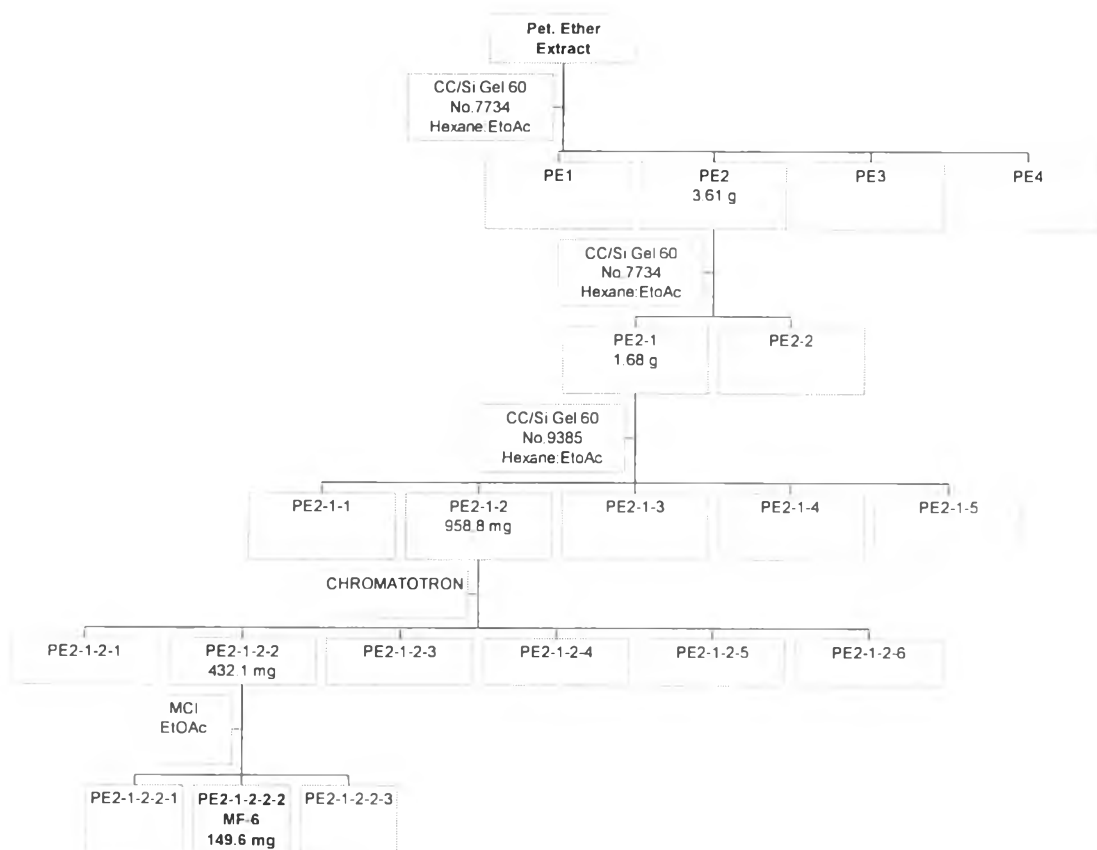 Pet. Ether
Extract
CC/Si Gel 60
No.7734
Hexane:EtoAc
PE1
PE2
3.61 g
PE3
PE4
CC/Si Gel 60
No.7734
Hexane:EtoAc
PE2-1
1.68 g
PE2-2
CC/Si Gel 60
No.9385
Hexane:EtoAc
PE2-1-1
PE2-1-2
958.8 mg
PE2-1-3
PE2-1-4
PE2-1-5
CHROMATOTRON
PE2-1-2-1
PE2-1-2-2
432.1 mg
PE2-1-2-3
PE2-1-2-4
PE2-1-2-5
PE2-1-2-6
MCI
EtOAc
PE2-1-2-2-1
PE2-1-2-2-2
MF-6
149.6 mg
PE2-1-2-2-3